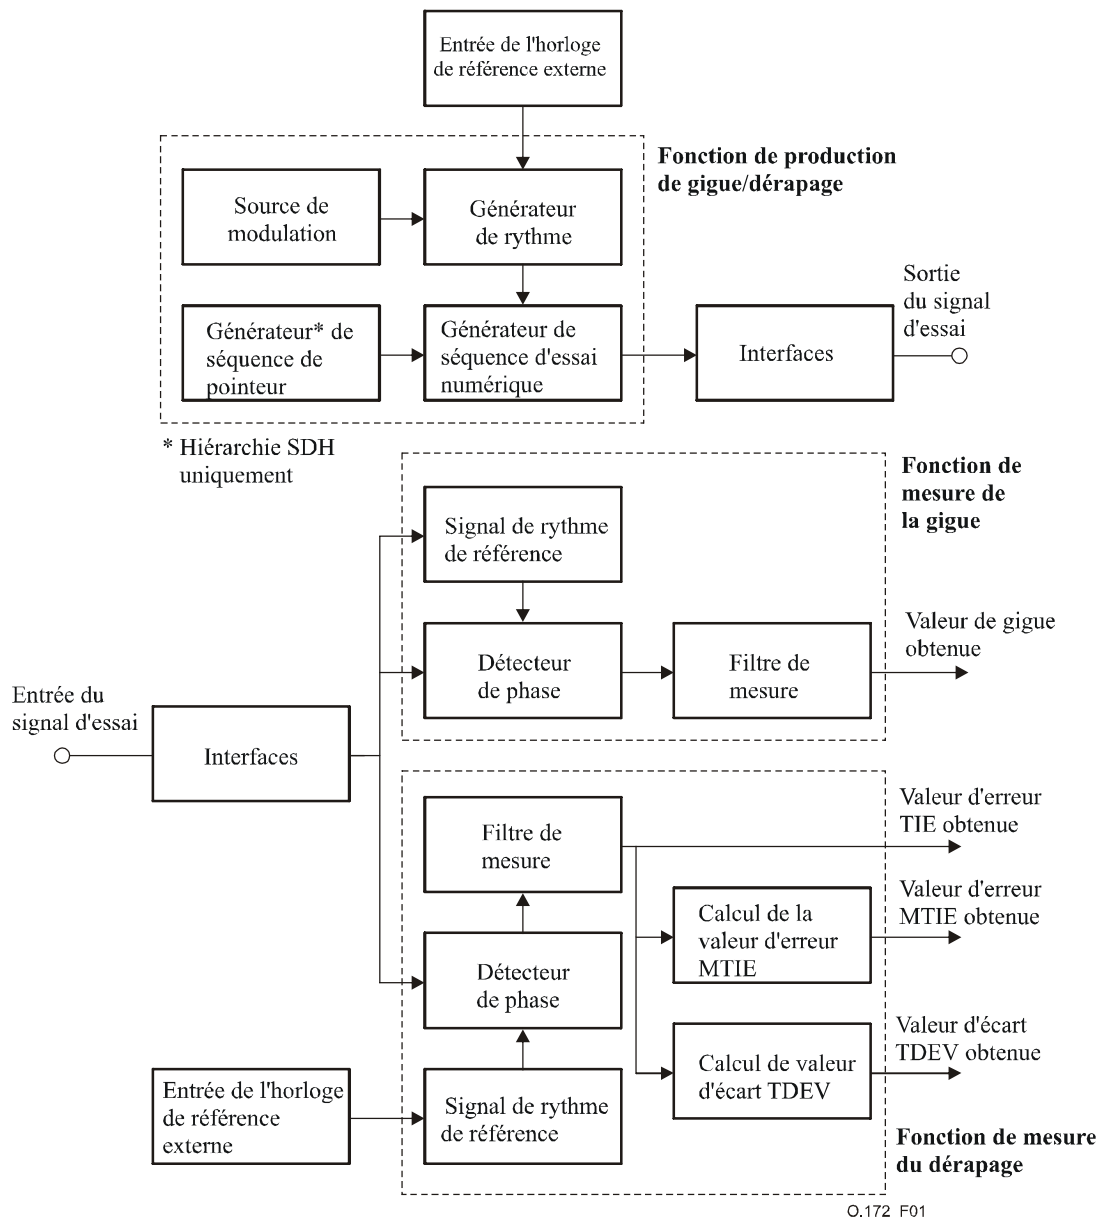 Entrée de l'horloge
de référence externe
Fonction de production
de gigue/dérapage
Source de
modulation
Générateur
de rythme
Sortie
du signal
d'essai
Générateur* de
séquence de
pointeur
Générateur de
séquence d'essai
numérique
Interfaces
* Hiérarchie SDH
uniquement
Fonction de
mesure de
la gigue
Signal de rythme
de référence
Valeur de gigue
obtenue
Détecteur
de phase
Filtre de
mesure
Entrée du
signal d'essai
Interfaces
Valeur d'erreur
TIE obtenue
Filtre de
mesure
Valeur d'erreur
MTIE obtenue
Calcul de la
valeur d'erreur
MTIE
Détecteur
de phase
Valeur d'écart
TDEV obtenue
Calcul de valeur
d'écart TDEV
Entrée de l'horloge
de référence
externe
Signal de rythme
de référence
Fonction de mesure
du dérapage
O.172_F01